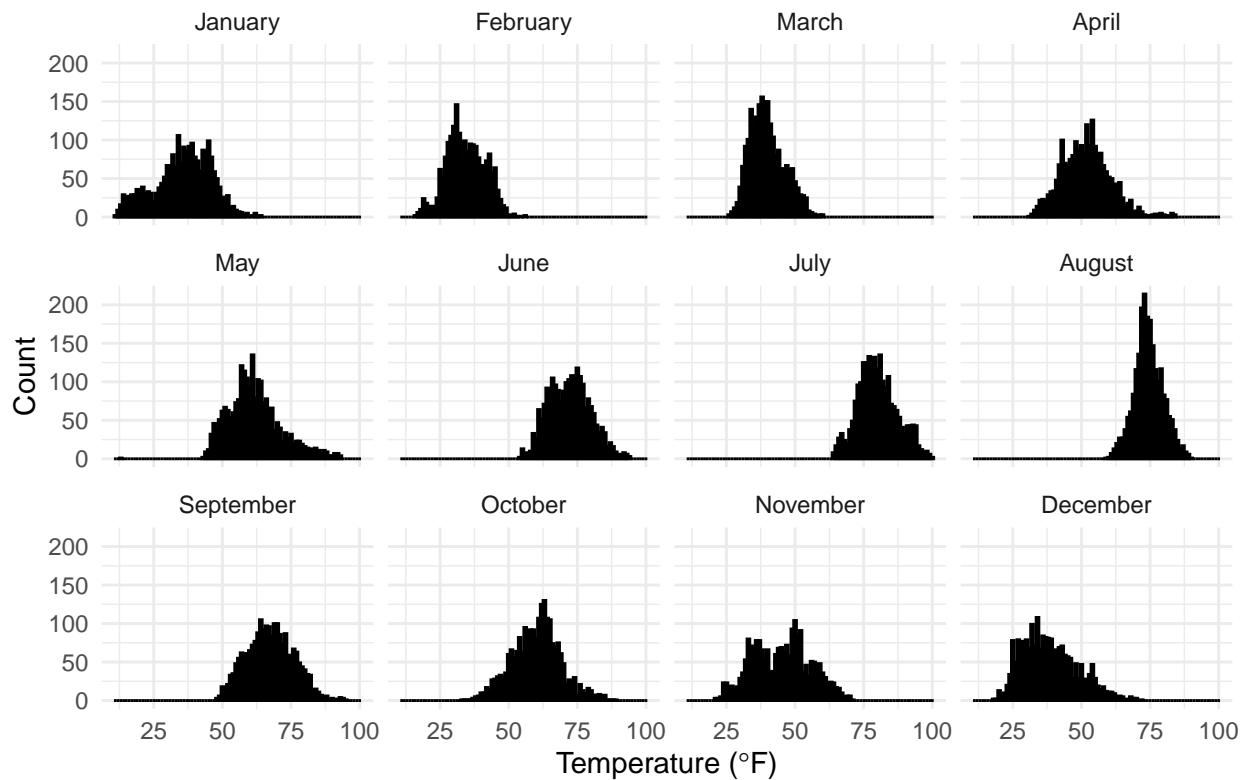 January February March April
200
150
100
50
0
May June July August
200
150
100
50
0
Count
September October November December
200
150
100
50
0
25 50 75 100 25 50 75 100 25 50 75 100 25 50 75 100
Temperature (°F)